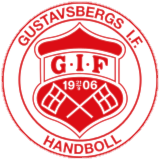 GUSTAVSBERGS I.F.
G·I·F
19 06
HANDBOLL